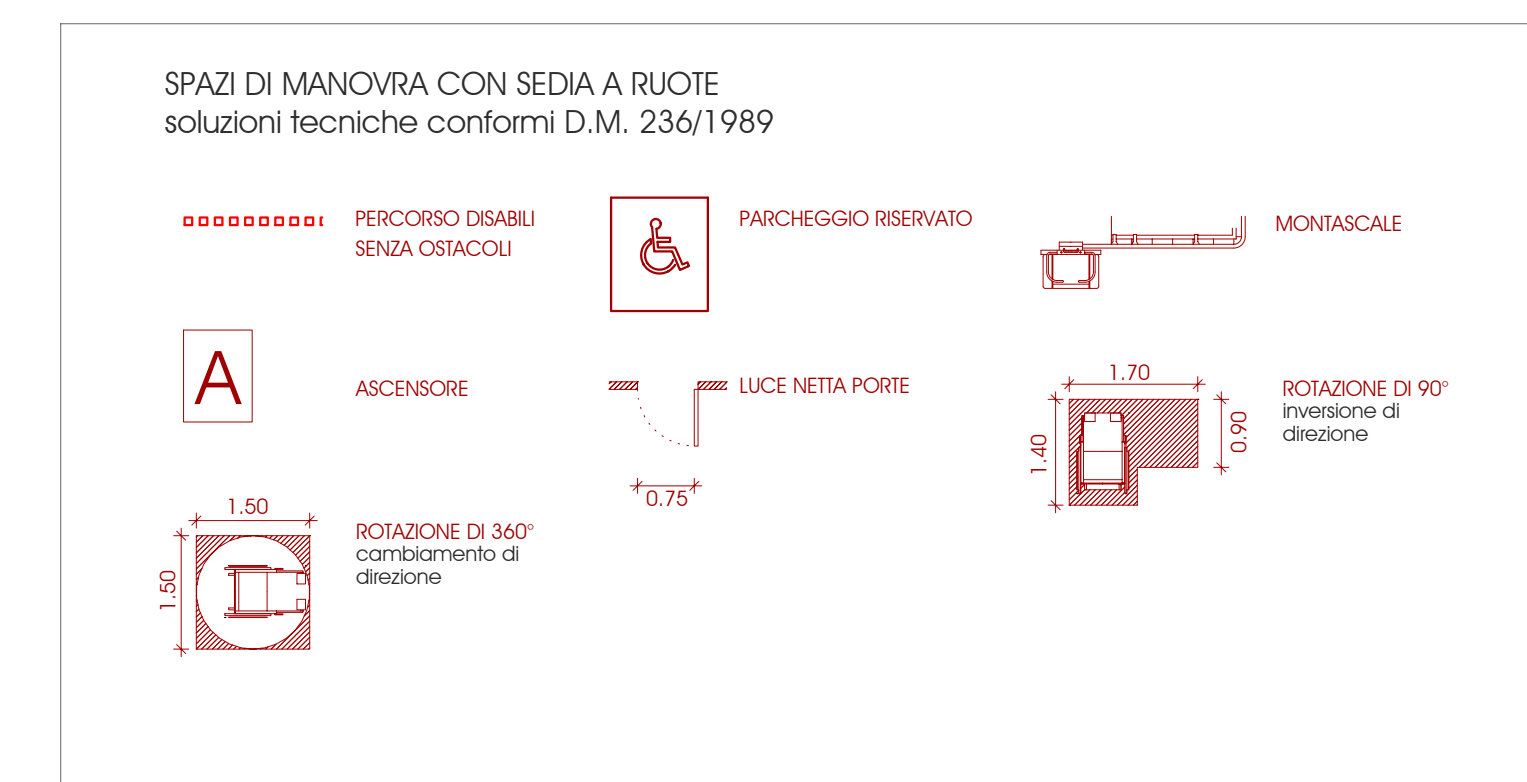 SPAZI DI MANOVRA CON SEDIA A RUOTE
soluzioni tecniche conformi D.M. 236/1989
PERCORSO DISABILI
SENZA OSTACOLI
PARCHEGGIO RISERVATO
MONTASCALE
A
ASCENSORE
LUCE NETTA PORTE
0.75
1.70
1.40
0.90
ROTAZIONE DI 90°
inversione di
direzione
1.50
1.50
ROTAZIONE DI 360°
cambiamento di
direzione